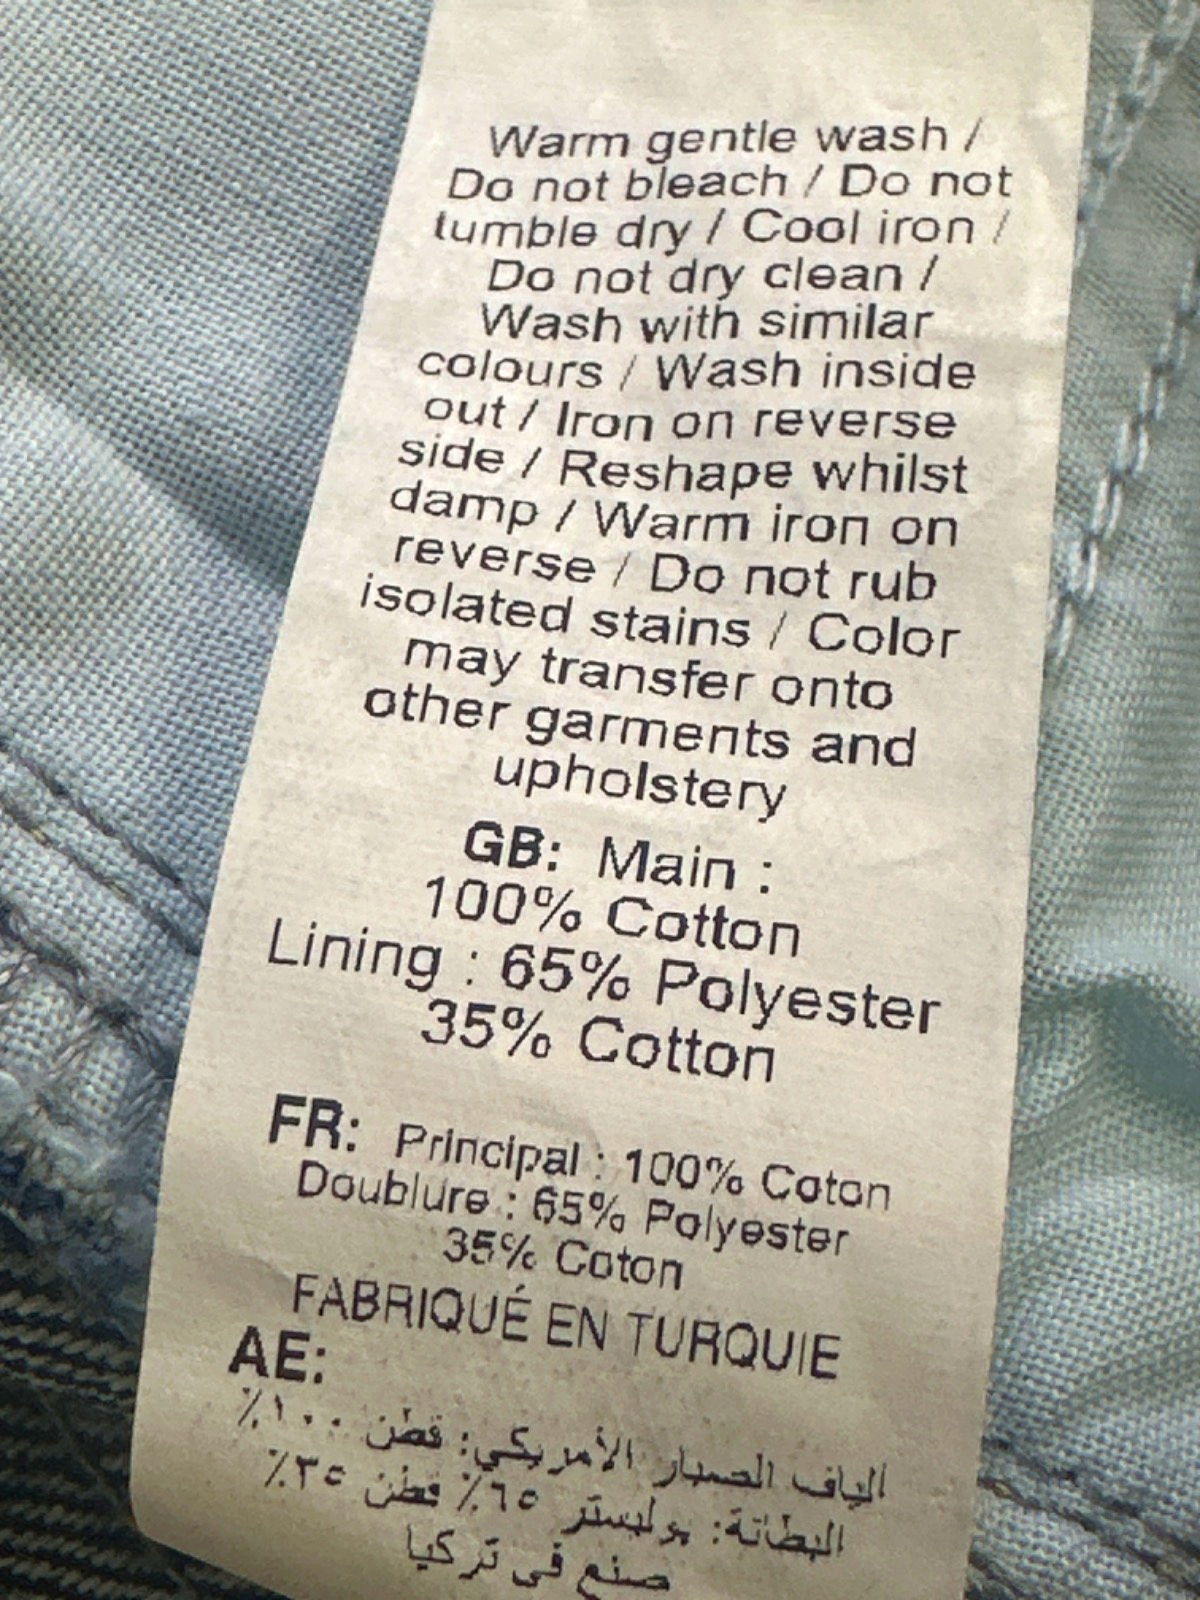 Warm gentle wash /
Do not bleach / Do not
tumble dry / Cool iron /
Do not dry clean /
Wash with similar
colours / Wash inside
out / Iron on reverse
side / Reshape whilst
damp / Warm iron on
reverse / Do not rub
isolated stains / Color
may transfer onto
other garments and
upholstery
GB: Main :
100% Cotton
Lining : 65% Polyester
35% Cotton
FR: Principal : 100% Coton
Doublure : 65% Polyester
35% Coton
FABRIQUÉ EN TURQUIE
AE:
الياف الصبار الأمريكي: قطن ١٠٠٪
البطانة: بوليستر ٦٥٪ قطن ٣٥٪
صنع في تركيا